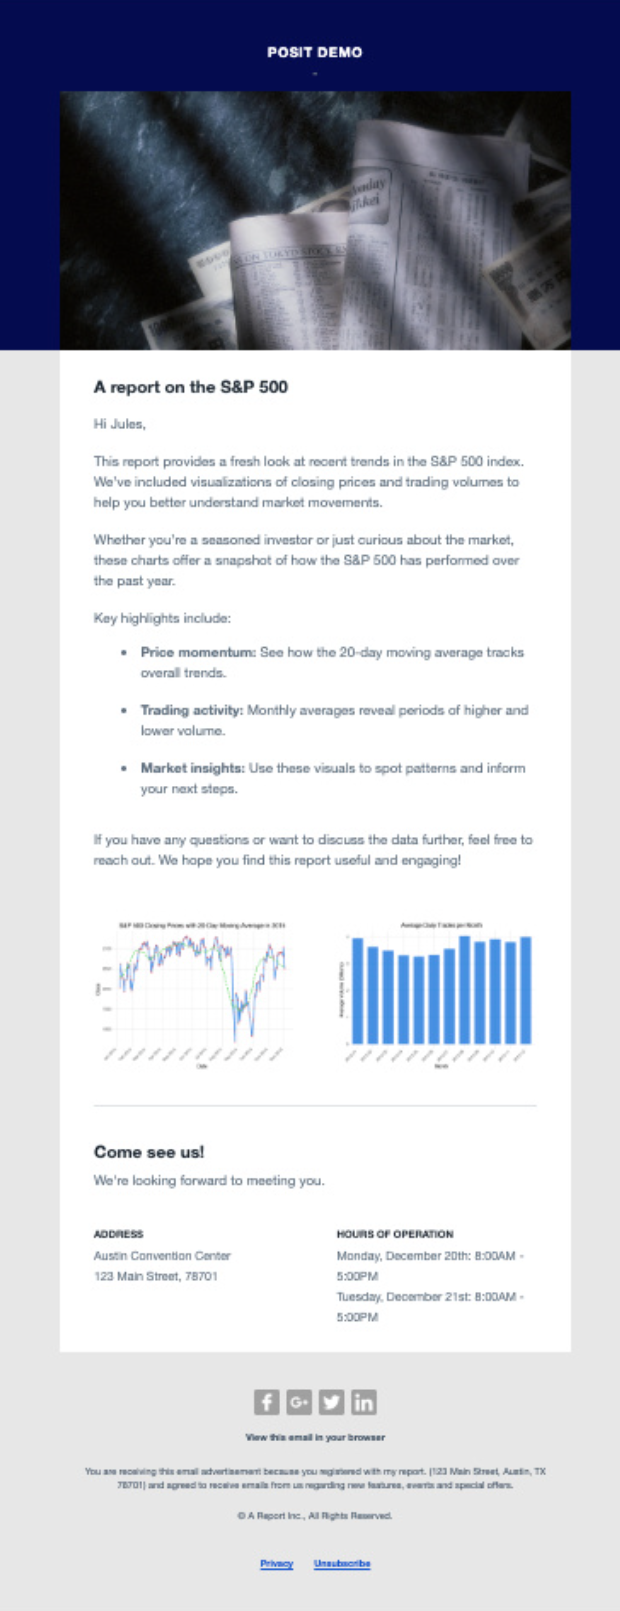 POSIT DEMO
A report on the S&P 500
Hi Jules,
This report provides a fresh look at recent trends in the S&P 500 index.
We've included visualizations of closing prices and trading volumes to
help you better understand market movements.
Whether you're a seasoned investor or just curious about the market,
these charts offer a snapshot of how the S&P 500 has performed over
the past year.
Key highlights include:
• Price momentum: See how the 20-day moving average tracks
overall trends.
• Trading activity: Monthly averages reveal periods of higher and
lower volume.
• Market insights: Use these visuals to spot patterns and inform
your next steps.
If you have any questions or want to discuss the data further, feel free to
reach out. We hope you find this report useful and engaging!
S&P 500 Closing Prices with 20-Day Moving Average in 2015
Date
Average Daily Trades per Month
Month
Come see us!
We're looking forward to meeting you.
ADDRESS
Austin Convention Center
123 Main Street, 78701
HOURS OF OPERATION
Monday, December 20th: 8:00AM -
5:00PM
Tuesday, December 21st: 8:00AM -
5:00PM
View this email in your browser
You are receiving this email advertisement because you registered with my report. (123 Main Street, Austin, TX
78701) and agreed to receive emails from us regarding new features, events and special offers.
© A Report Inc., All Rights Reserved.
Privacy Unsubscribe